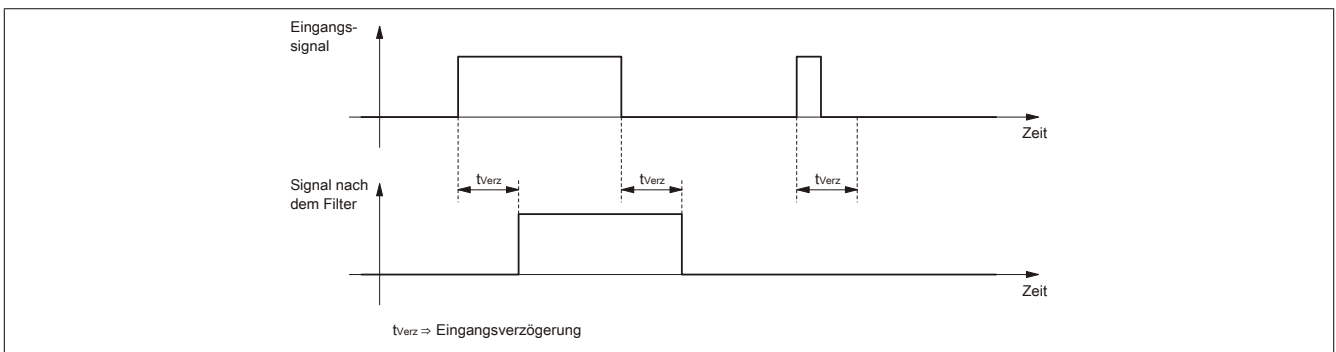 Eingangs-
signal
Zeit
Signal nach
dem Filter
tVerz
tVerz
tVerz
Zeit
tVerz ⇒ Eingangsverzögerung